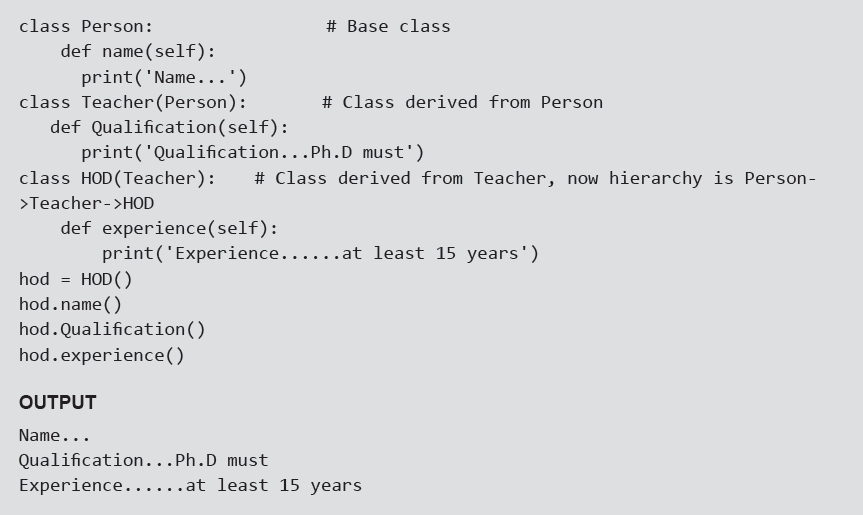 class Person:                 # Base class
    def name(self):
      print('Name...')
class Teacher(Person):       # Class derived from Person
   def Qualification(self):
      print('Qualification...Ph.D must')
class HOD(Teacher):    # Class derived from Teacher, now hierarchy is Person-
>Teacher->HOD
    def experience(self):
        print('Experience......at least 15 years')
hod = HOD()
hod.name()
hod.Qualification()
hod.experience()
OUTPUT
Name...
Qualification...Ph.D must
Experience......at least 15 years